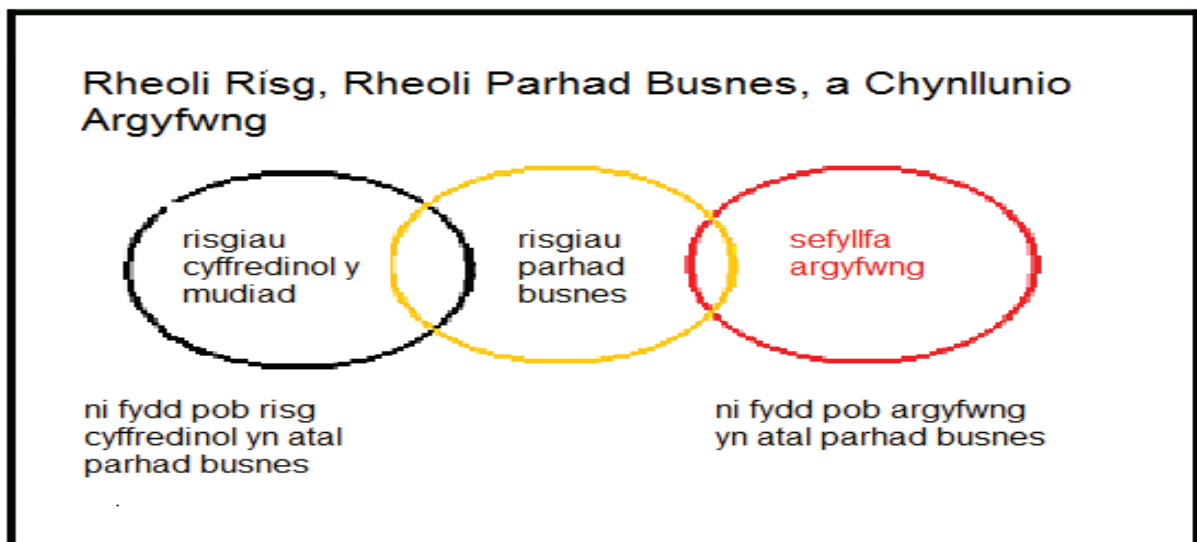 Rheoli Risg, Rheoli Parhad Busnes, a Chynllunio
Argyfwng
risgiau
cyffredinol y
mudiad
risgiau
parhad
busnes
sefyllfa
argyfwng
ni fydd pob risg
cyffredinol yn atal
parhad busnes
ni fydd pob argyfwng
yn atal parhad busnes
.